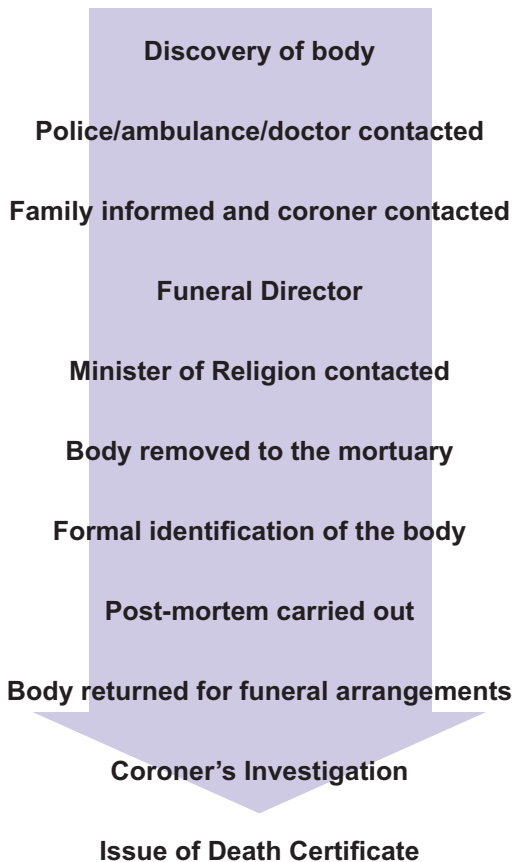 Discovery of body
Police/ambulance/doctor contacted
Family informed and coroner contacted
Funeral Director
Minister of Religion contacted
Body removed to the mortuary
Formal identification of the body
Post-mortem carried out
Body returned for funeral arrangements
Coroner’s Investigation
Issue of Death Certificate